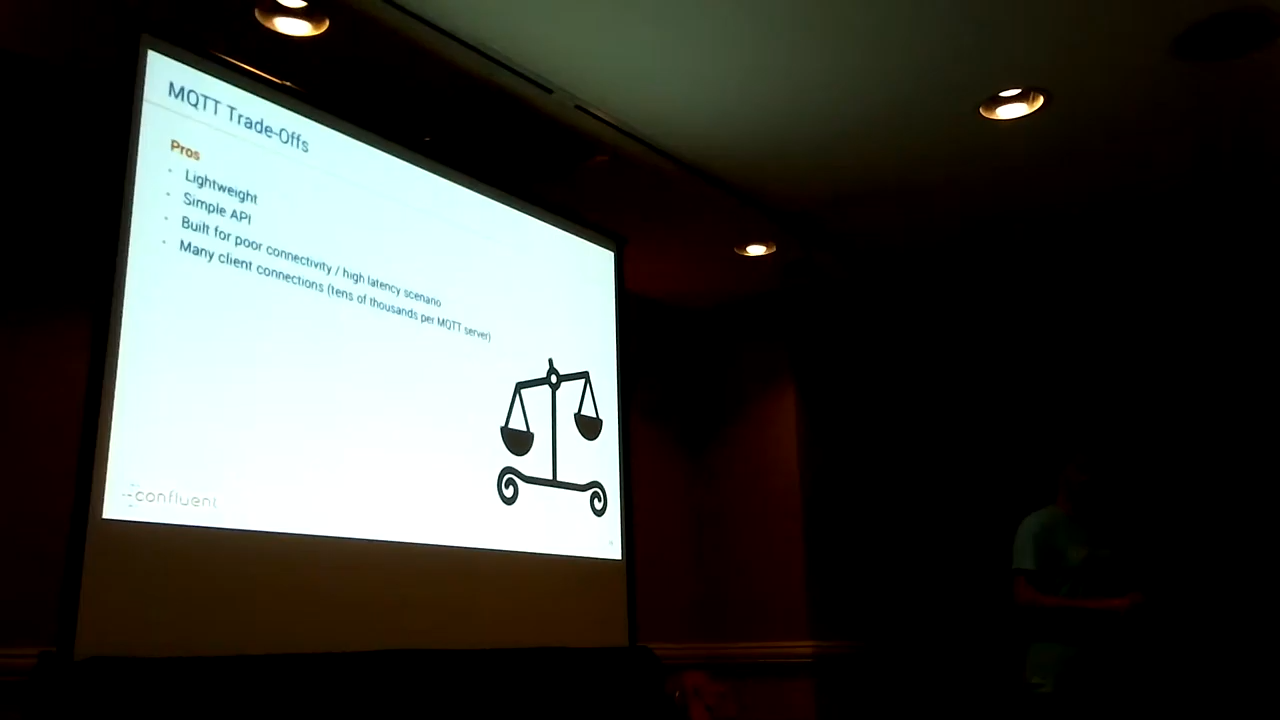 MQTT Trade-Offs
Pros
- Lightweight
- Simple API
- Built for poor connectivity / high latency scenario
- Many client connections (tens of thousands per MQTT server)
confluent